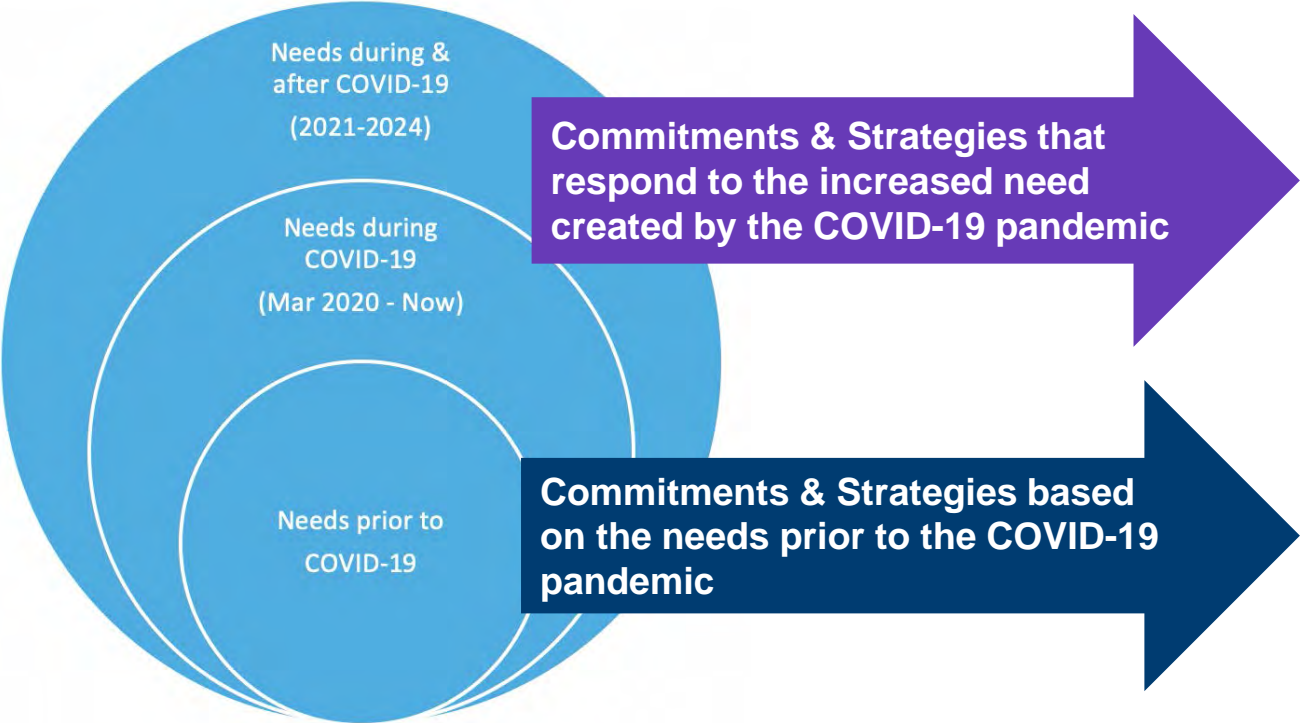 Needs during &
after COVID-19
(2021-2024)
Needs during
COVID-19
(Mar 2020 - Now)
Needs prior to
COVID-19
Commitments & Strategies that
respond to the increased need
created by the COVID-19 pandemic
Commitments & Strategies based
on the needs prior to the COVID-19
pandemic